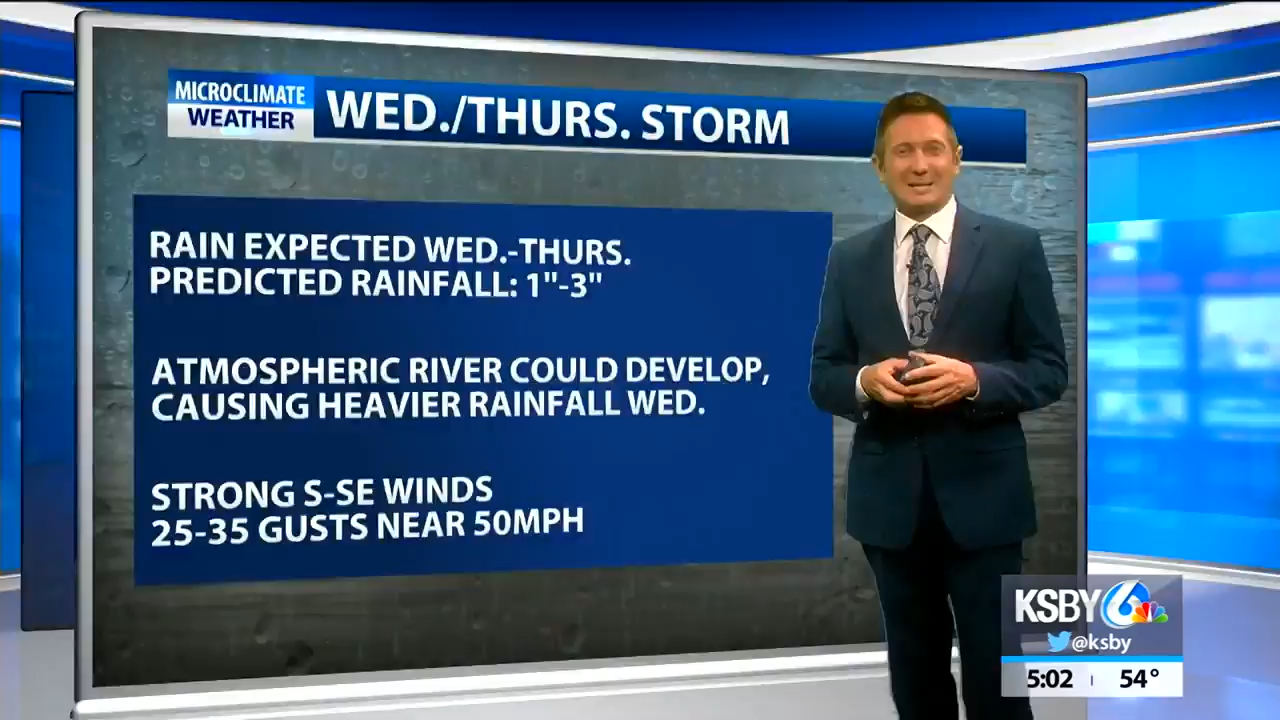 MICROCLIMATE
WEATHER
WED./THURS. STORM
RAIN EXPECTED WED.-THURS.
PREDICTED RAINFALL: 1"-3"
ATMOSPHERIC RIVER COULD DEVELOP,
CAUSING HEAVIER RAINFALL WED.
STRONG S-SE WINDS
25-35 GUSTS NEAR 50MPH
KSBY 6
@ksby
5:02 54°